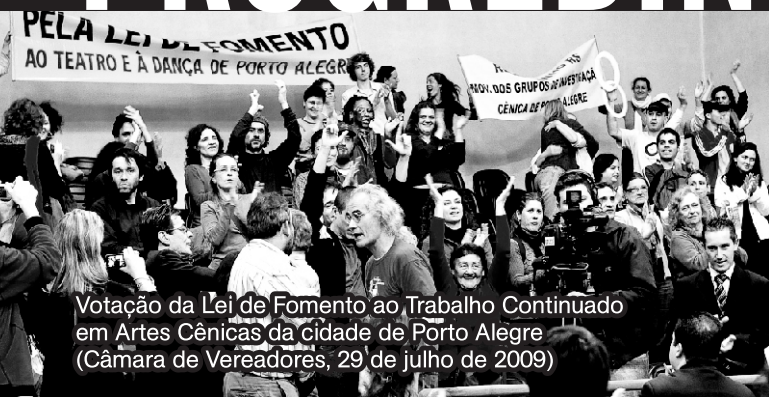 PELA LEI DE FOMENTO
AO TEATRO E À DANÇA DE PORTO ALEGRE
MOV. DOS GRUPOS DE INVESTIGAÇÃ
CÊNICA DE PORTO ALEGRE
Votação da Lei de Fomento ao Trabalho Continuado
em Artes Cênicas da cidade de Porto Alegre
(Câmara de Vereadores, 29 de julho de 2009)